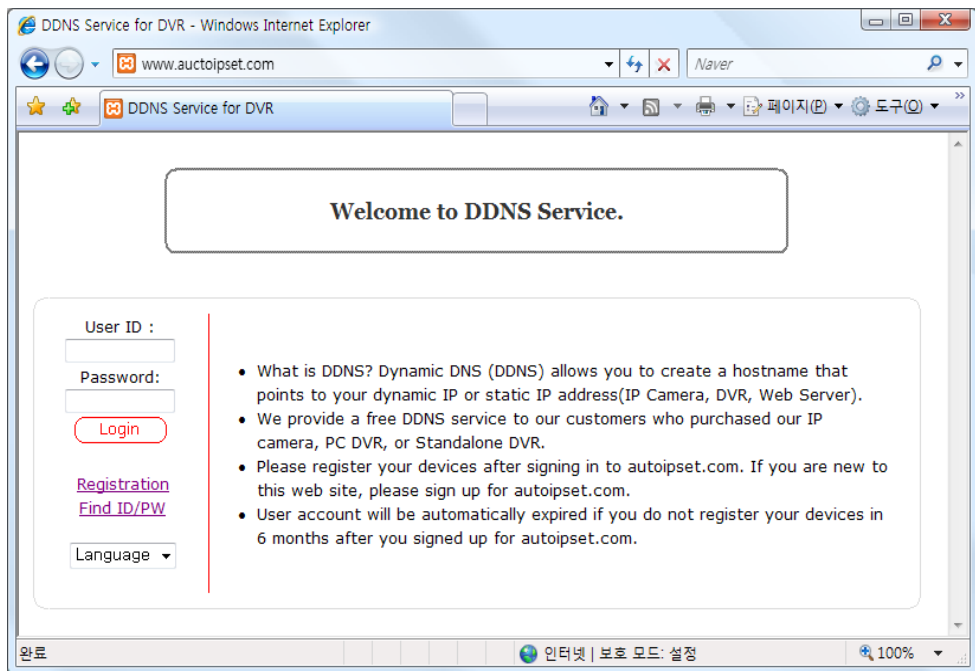 DDNS Service for DVR - Windows Internet Explorer
www.auctoipset.com
Naver
DDNS Service for DVR
페이지(P)
도구(O)
Welcome to DDNS Service.
User ID :
Password:
Login
Registration
Find ID/PW
Language
• What is DDNS? Dynamic DNS (DDNS) allows you to create a hostname that
points to your dynamic IP or static IP address(IP Camera, DVR, Web Server).
• We provide a free DDNS service to our customers who purchased our IP
camera, PC DVR, or Standalone DVR.
• Please register your devices after signing in to autoipset.com. If you are new to
this web site, please sign up for autoipset.com.
• User account will be automatically expired if you do not register your devices in
6 months after you signed up for autoipset.com.
완료
인터넷 | 보호 모드: 설정
100%